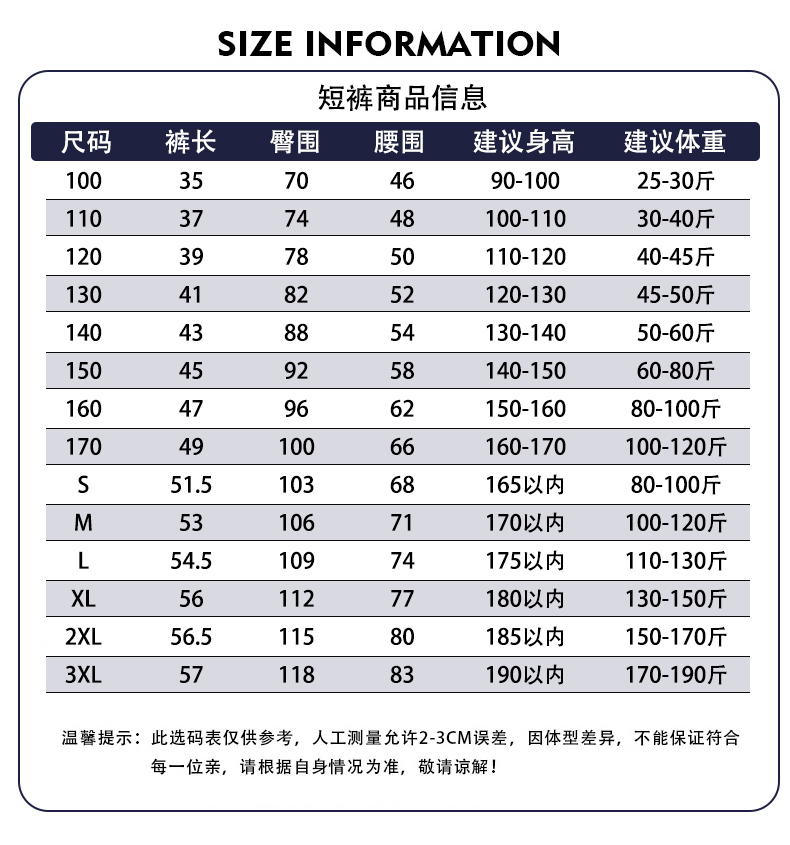 SIZE INFORMATION
短裤商品信息
尺码 裤长 臀围 腰围 建议身高 建议体重
100 35 70 46 90-100 25-30斤
110 37 74 48 100-110 30-40斤
120 39 78 50 110-120 40-45斤
130 41 82 52 120-130 45-50斤
140 43 88 54 130-140 50-60斤
150 45 92 58 140-150 60-80斤
160 47 96 62 150-160 80-100斤
170 49 100 66 160-170 100-120斤
S 51.5 103 68 165以内 80-100斤
M 53 106 71 170以内 100-120斤
L 54.5 109 74 175以内 110-130斤
XL 56 112 77 180以内 130-150斤
2XL 56.5 115 80 185以内 150-170斤
3XL 57 118 83 190以内 170-190斤
温馨提示：此选码表仅供参考，人工测量允许2-3CM误差，因体型差异，不能保证符合
每一位亲，请根据自身情况为准，敬请谅解！